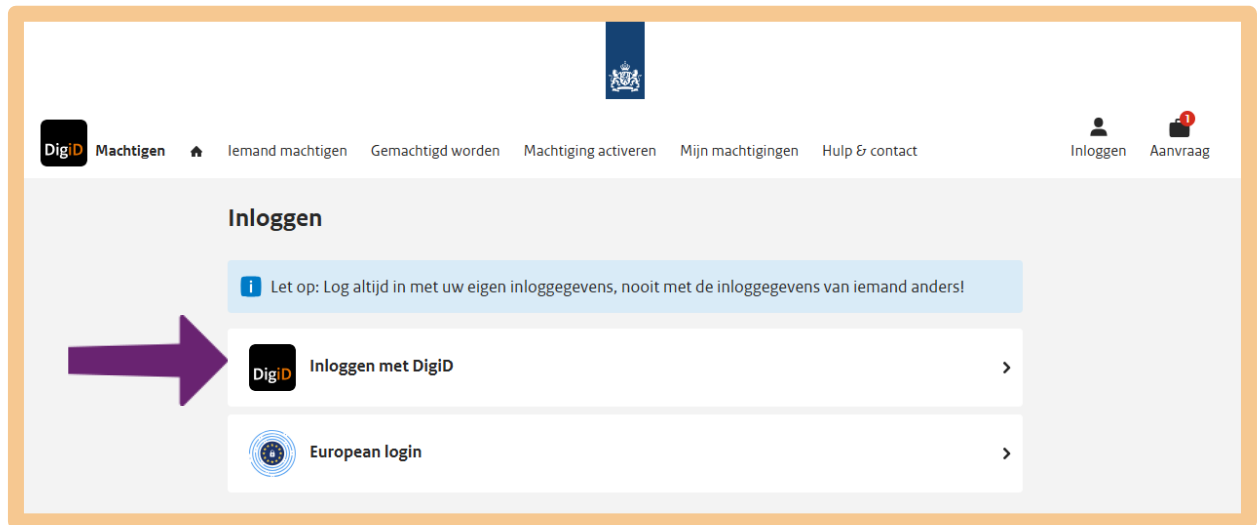 1
DigiD Machtigen Iemand machtigen Gemachtigd worden Machtiging activeren Mijn machtigingen Hulp & contact Inloggen Aanvraag
Inloggen
i Let op: Log altijd in met uw eigen inloggegevens, nooit met de inloggegevens van iemand anders!
DigiD Inloggen met DigiD
European login